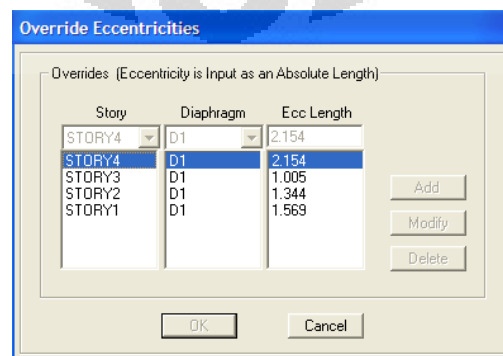 Override Eccentricities
Overrides (Eccentricity is Input as an Absolute Length)
Story Diaphragm Ecc Length
STORY4 D1 2.154
STORY4 D1 2.154
STORY3 D1 1.005
STORY2 D1 1.344
STORY1 D1 1.569
Add
Modify
Delete
OK Cancel